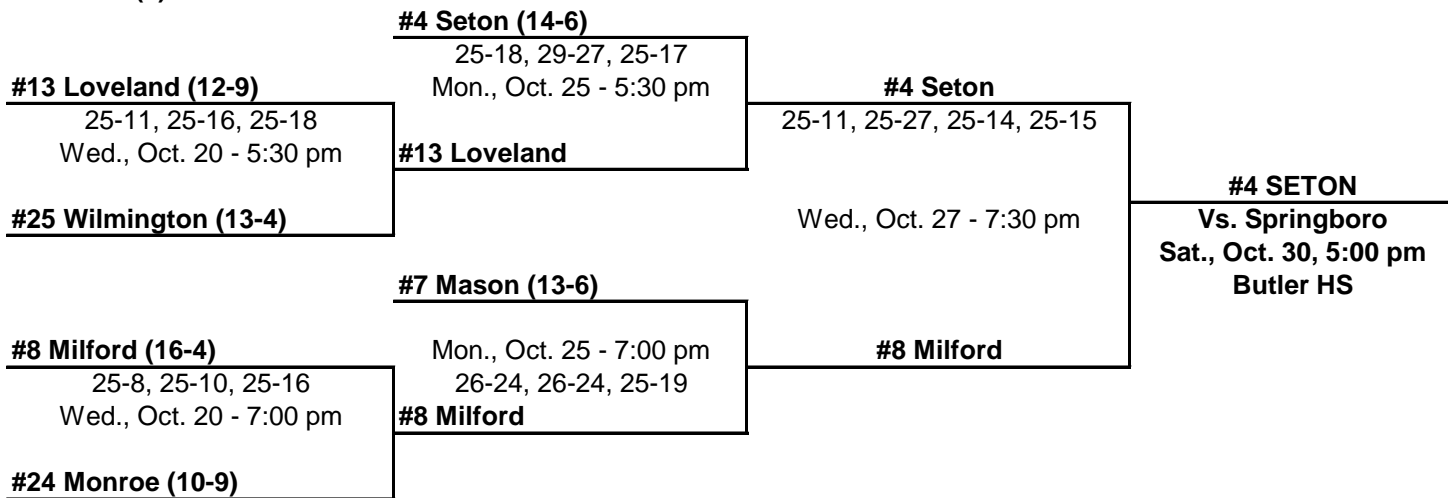 #4 Seton (14-6)
25-18, 29-27, 25-17
#13 Loveland (12-9)
Mon., Oct. 25 - 5:30 pm
#4 Seton
25-11, 25-16, 25-18
25-11, 25-27, 25-14, 25-15
Wed., Oct. 20 - 5:30 pm
#13 Loveland
#4 SETON
#25 Wilmington (13-4)
Wed., Oct. 27 - 7:30 pm
Vs. Springboro
Sat., Oct. 30, 5:00 pm
#7 Mason (13-6)
Butler HS
#8 Milford (16-4)
Mon., Oct. 25 - 7:00 pm
#8 Milford
25-8, 25-10, 25-16
26-24, 26-24, 25-19
Wed., Oct. 20 - 7:00 pm
#8 Milford
#24 Monroe (10-9)